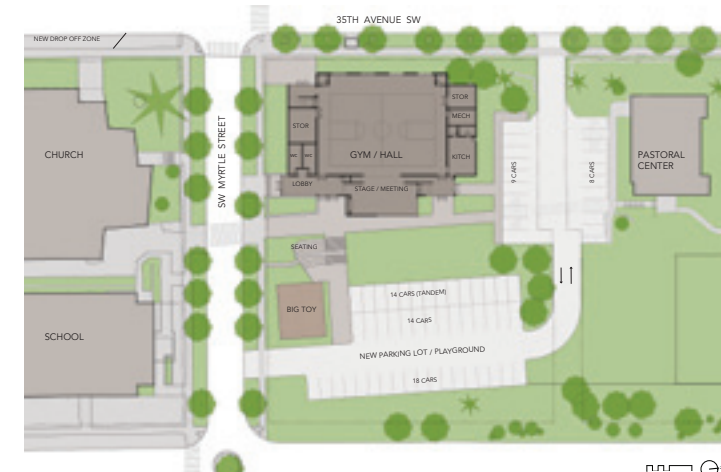 35TH AVENUE SW
NEW DROP OFF ZONE
SW MYRTLE STREET
CHURCH
STOR
STOR
MECH
GYM / HALL
KITCH
WC
WC
LOBBY
STAGE / MEETING
9 CARS
8 CARS
PASTORAL
CENTER
SEATING
BIG TOY
14 CARS (TANDEM)
14 CARS
SCHOOL
NEW PARKING LOT / PLAYGROUND
18 CARS